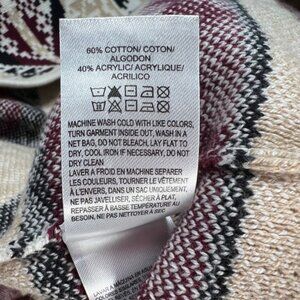 60% COTTON/ COTON/
ALGODON
40% ACRYLIC/ ACRYLIQUE/
ACRILICO
MACHINE WASH COLD WITH LIKE COLORS,
TURN GARMENT INSIDE OUT, WASH IN A
NET BAG, DO NOT BLEACH, LAY FLAT TO
DRY, COOL IRON IF NECESSARY, DO NOT
DRY CLEAN
LAVER A FROID EN MACHINE SEPARER
LES COULEURS, TOURNER LE VÊTEMENT
À L'ENVERS, DANS UN SAC UNIQUEMENT,
NE PAS JAVELLISER, SÉCHER À PLAT,
REPASSER À BASSE TEMPÉRATURE AU
BESOIN, NE PAS NETTOYER À SEC
LAVAR A MAQUINA EN